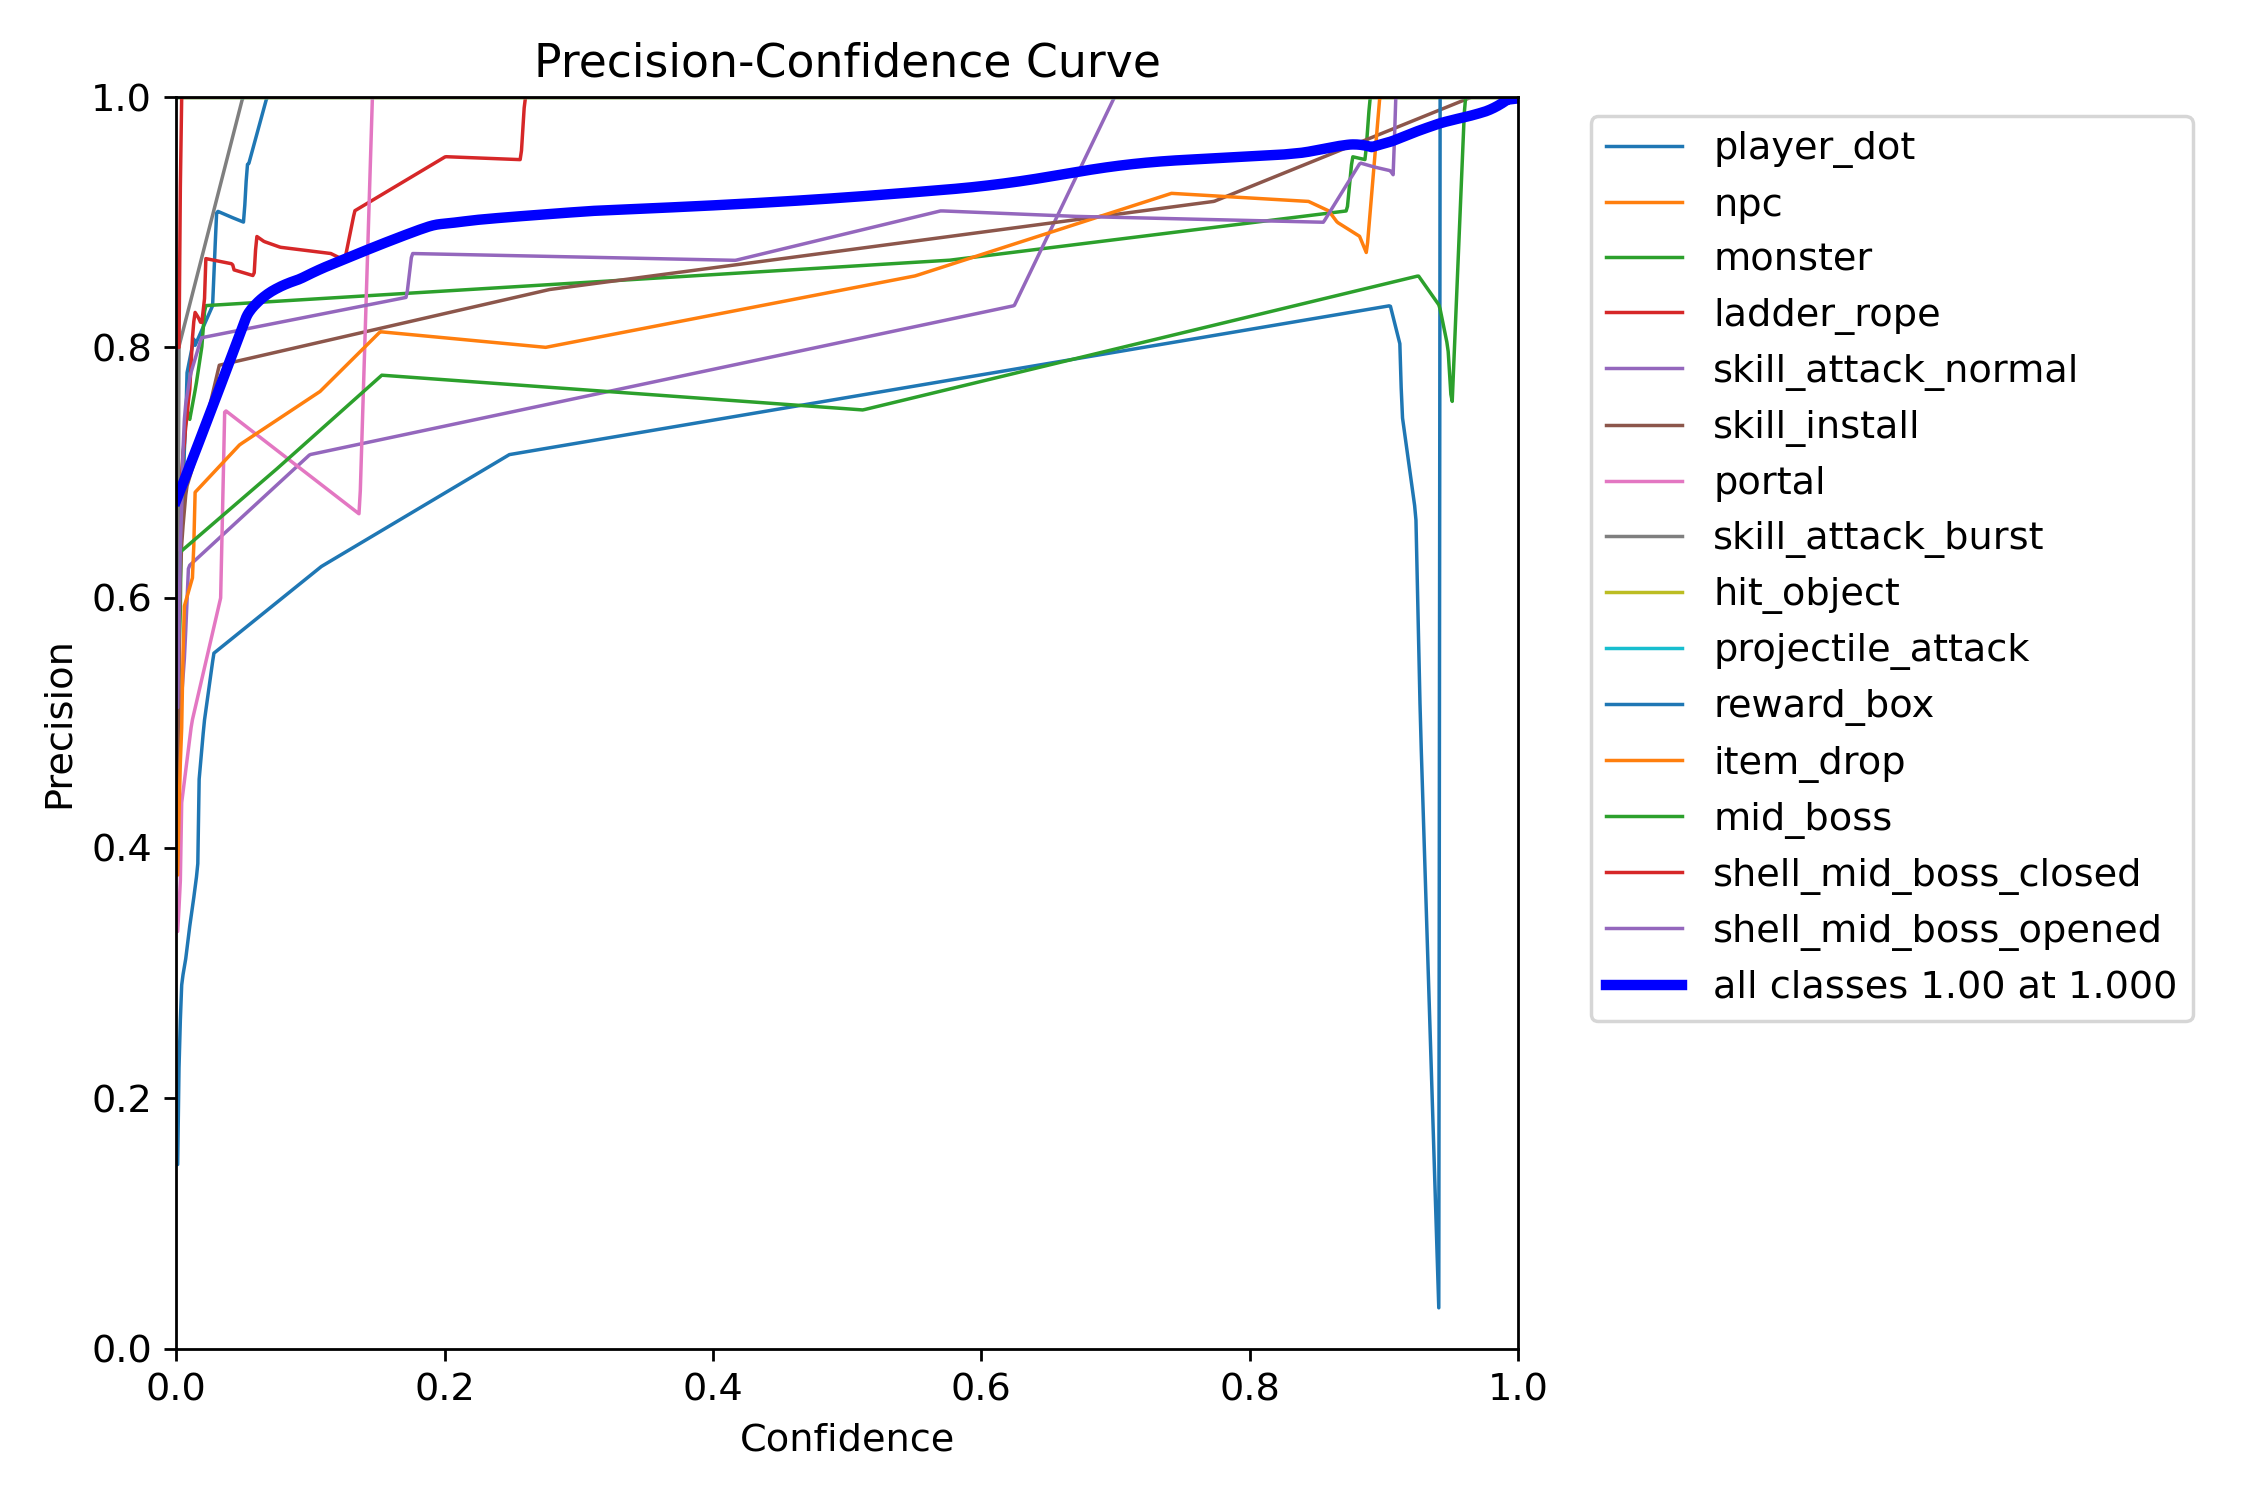 Precision-Confidence Curve
1.0
0.8
0.6
0.4
0.2
0.0
Precision
0.0 0.2 0.4 0.6 0.8 1.0
Confidence
player_dot
npc
monster
ladder_rope
skill_attack_normal
skill_install
portal
skill_attack_burst
hit_object
projectile_attack
reward_box
item_drop
mid_boss
shell_mid_boss_closed
shell_mid_boss_opened
all classes 1.00 at 1.000